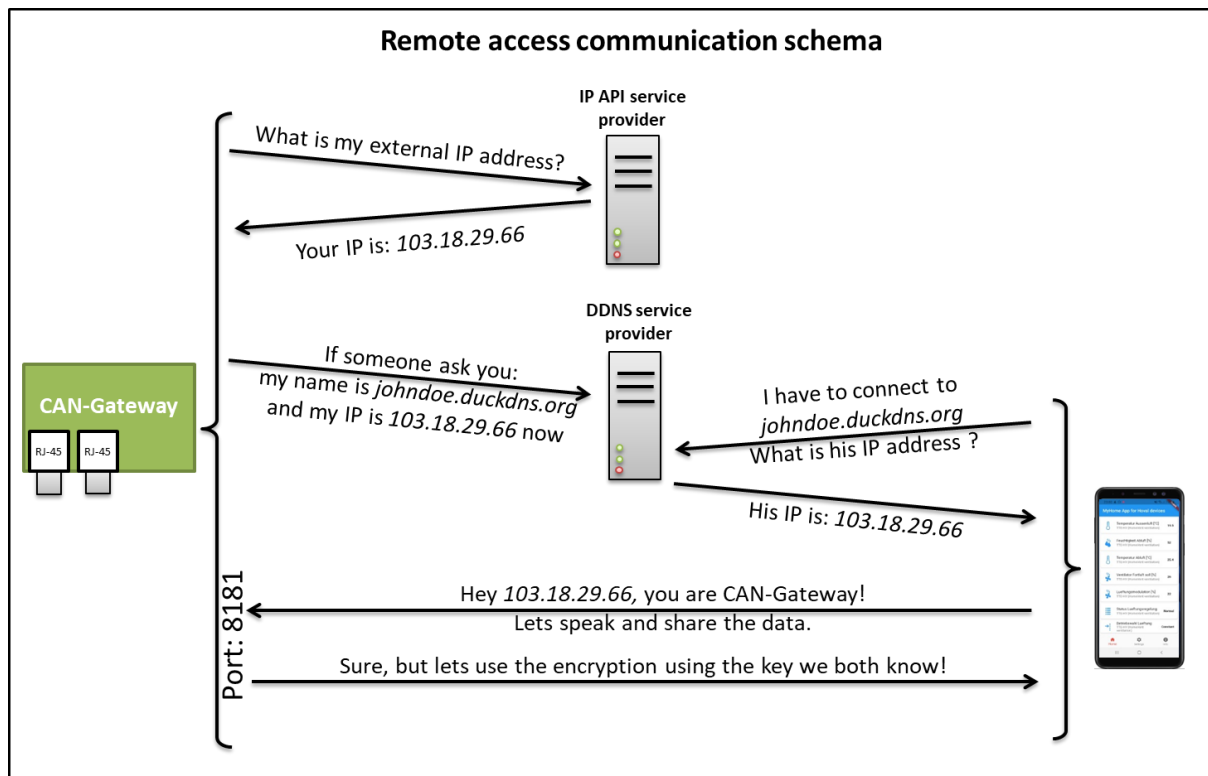 Remote access communication schema
IP API service
provider
What is my external IP address?
Your IP is: 103.18.29.66
DDNS service
provider
CAN-Gateway
RJ-45
RJ-45
If someone ask you:
my name is johndoe.duckdns.org
and my IP is 103.18.29.66 now
I have to connect to
johndoe.duckdns.org
What is his IP address ?
His IP is: 103.18.29.66
Port: 8181
Hey 103.18.29.66, you are CAN-Gateway!
Lets speak and share the data.
Sure, but lets use the encryption using the key we both know!
MyHome App for Hoval devices